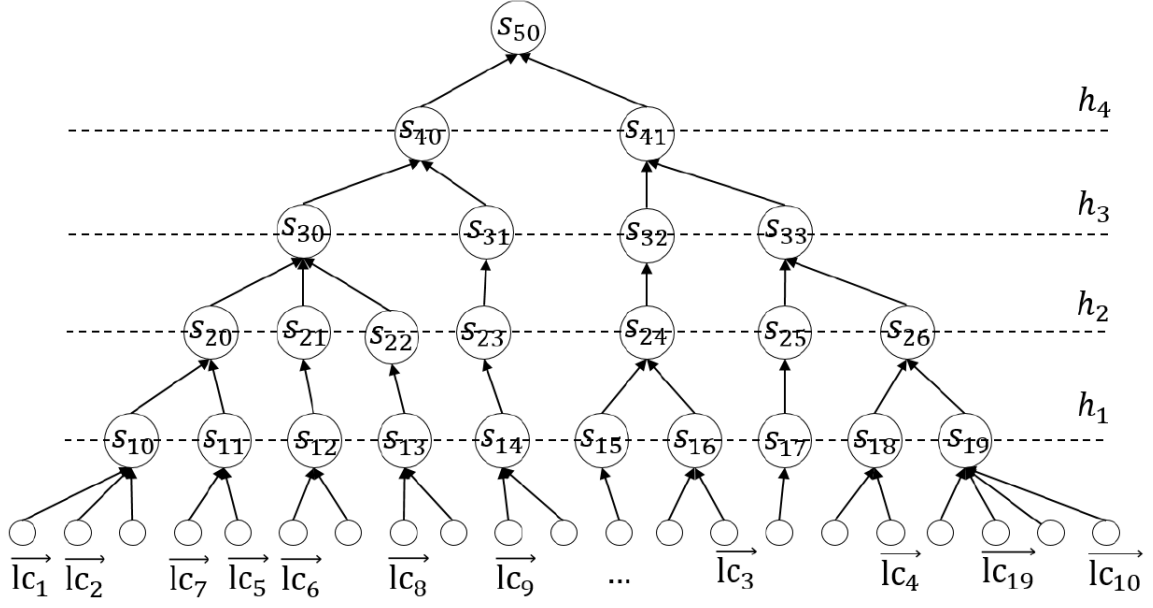 s₅₀
h₄
s₄₀ s₄₁
h₃
s₃₀ s₃₁ s₃₂ s₃₃
h₂
s₂₀ s₂₁ s₂₂ s₂₃ s₂₄ s₂₅ s₂₆
h₁
s₁₀ s₁₁ s₁₂ s₁₃ s₁₄ s₁₅ s₁₆ s₁₇ s₁₈ s₁₉
lc₁ lc₂ lc₇ lc₅ lc₆ lc₈ lc₉ ... lc₃ lc₄ lc₁₉ lc₁₀